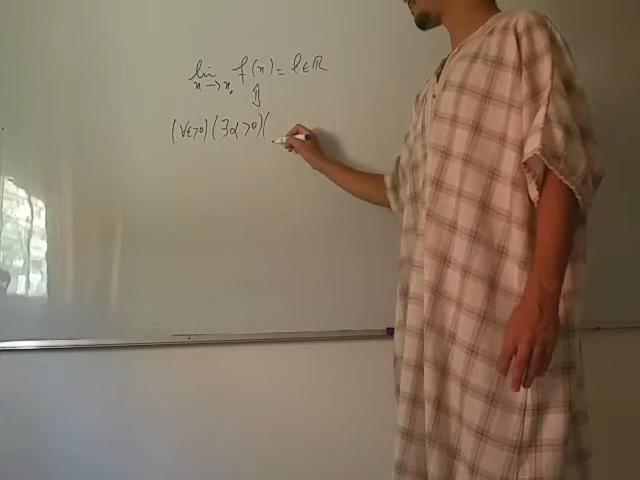 lim f(x) = l ∈ ℝ
x → x₀
⇕
(∀ε>0) (∃α>0) (